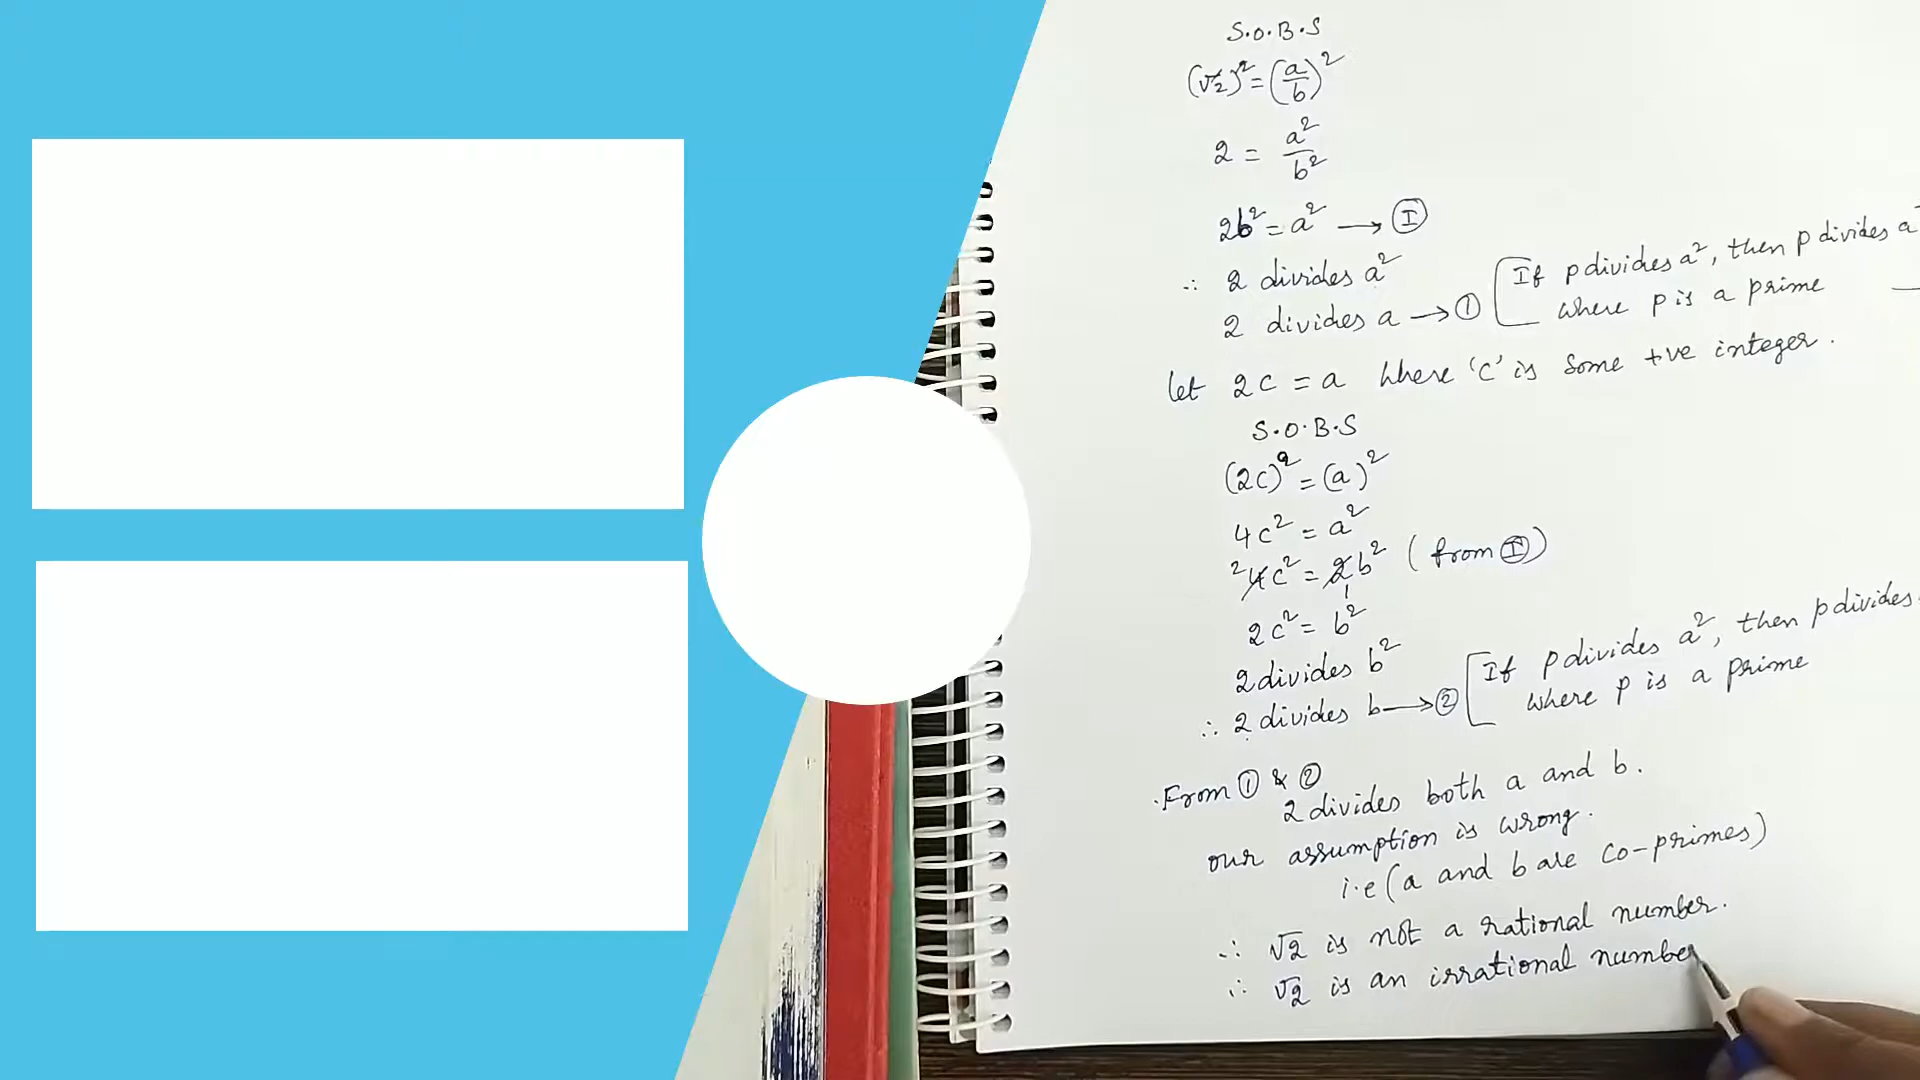 S.O.B.S
(√2)² = (a/b)²
2 = a²/b²
2b² = a² → Ⓘ
∴ 2 divides a²
2 divides a → ① [If p divides a², then p divides a
where p is a prime
let 2c = a where 'c' is some +ve integer.
S.O.B.S
(2c)² = (a)²
4c² = a²
²4c² = 2b² (from Ⓘ)
1
2c² = b²
2 divides b²
∴ 2 divides b → ② [If p divides a², then p divides
where p is a prime
From ① & ②
2 divides both a and b.
our assumption is wrong.
i.e (a and b are co-primes)
∴ √2 is not a rational number.
∴ √2 is an irrational number